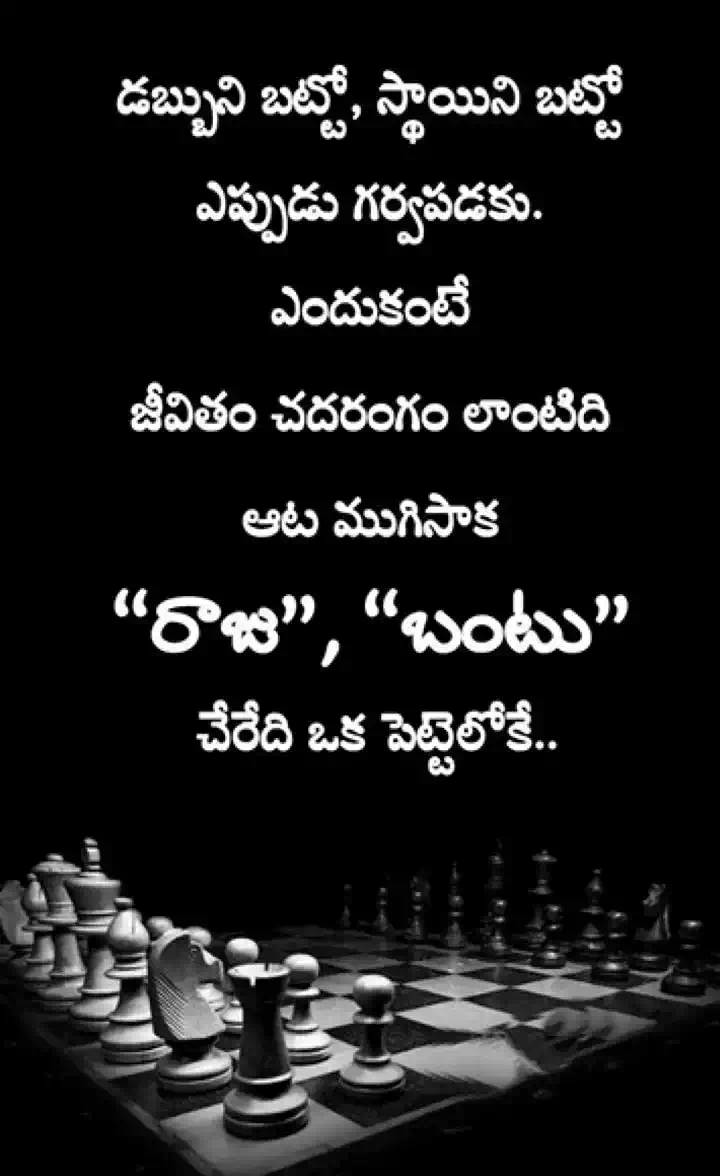 డబ్బుని బట్టో, స్థాయిని బట్టో
ఎప్పుడు గర్వపడకు.
ఎందుకంటే
జీవితం చదరంగం లాంటిది
ఆట ముగిసాక
“రాజు”, “బంటు”
చేరేది ఒక పెట్టెలోకే..